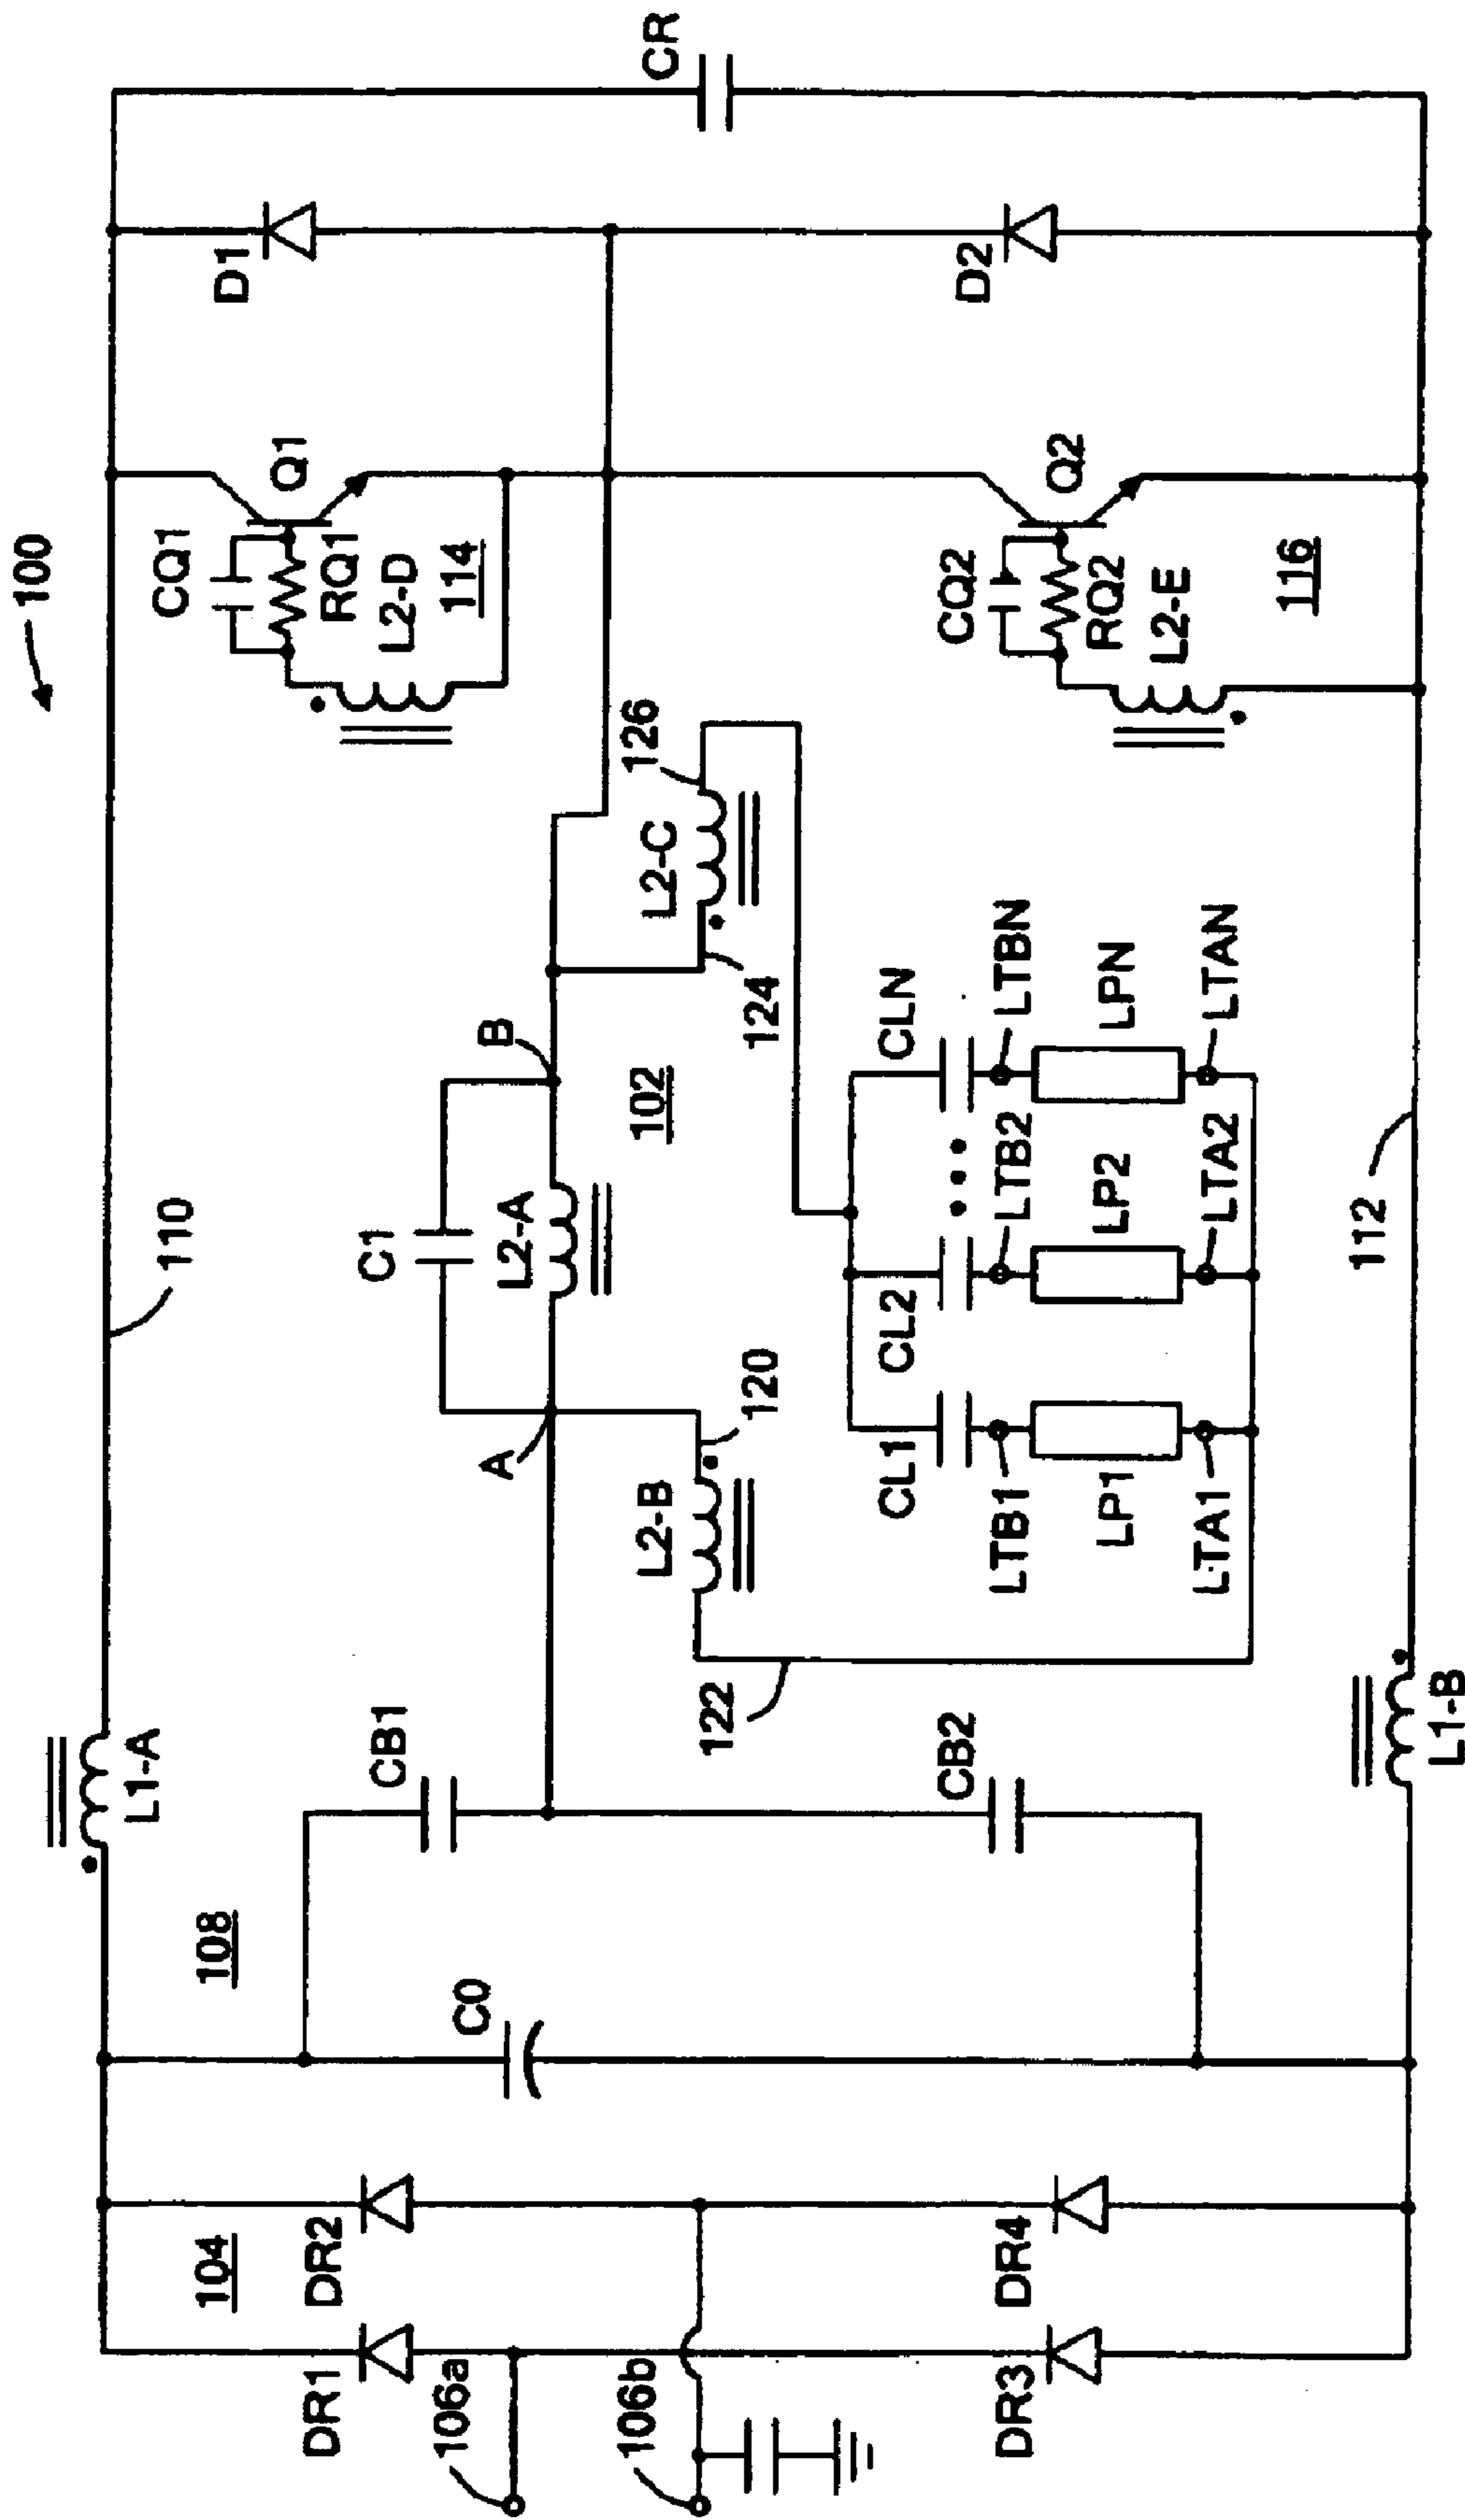 100
CR
D1
D2
Q1
CQ1
RQ1
L2-D
114
Q2
CQ2
RQ2
L2-E
116
126
L2-C
124
B
102
C1
L2-A
110
A
120
L2-B
122
CLN
LTBN
LPN
LTAN
CL2
LTB2
LP2
LTA2
CL1
LTB1
LP1
LTA1
112
L1-A
L1-B
CB1
CB2
108
C0
104
DR2
DR4
DR1
DR3
106a
106b